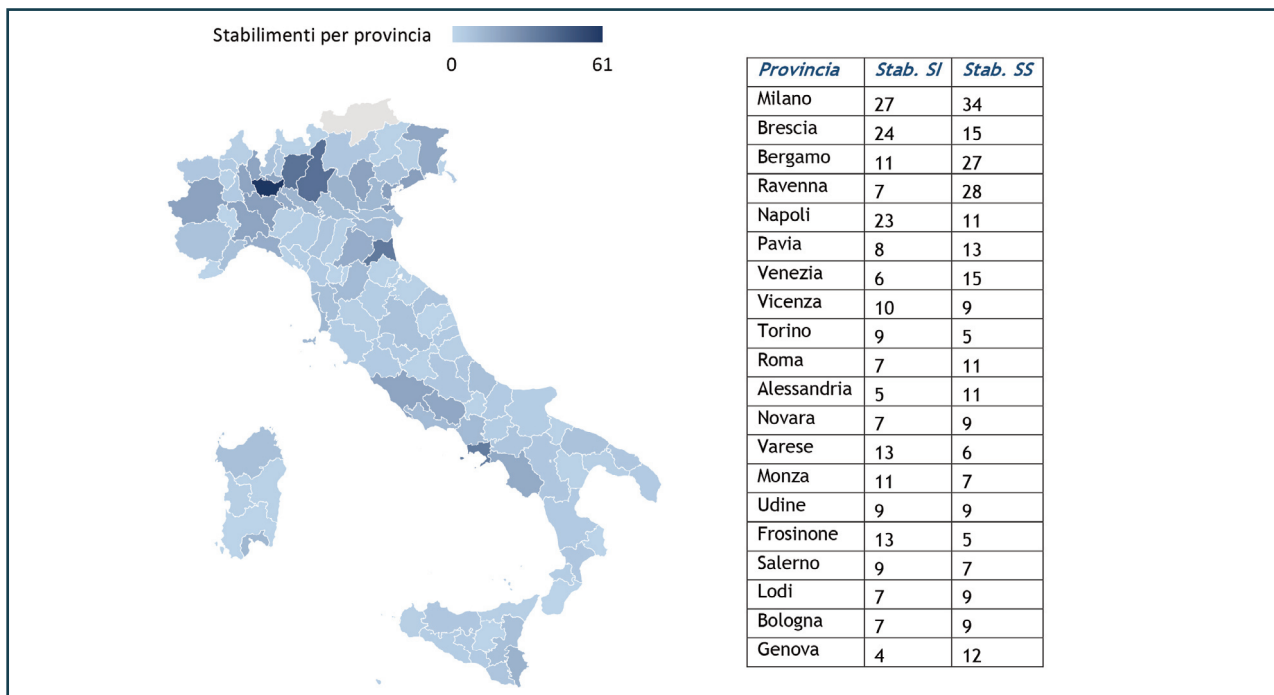 Stabilimenti per provincia
0 61
Provincia Stab. SI Stab. SS
Milano 27 34
Brescia 24 15
Bergamo 11 27
Ravenna 7 28
Napoli 23 11
Pavia 8 13
Venezia 6 15
Vicenza 10 9
Torino 9 5
Roma 7 11
Alessandria 5 11
Novara 7 9
Varese 13 6
Monza 11 7
Udine 9 9
Frosinone 13 5
Salerno 9 7
Lodi 7 9
Bologna 7 9
Genova 4 12